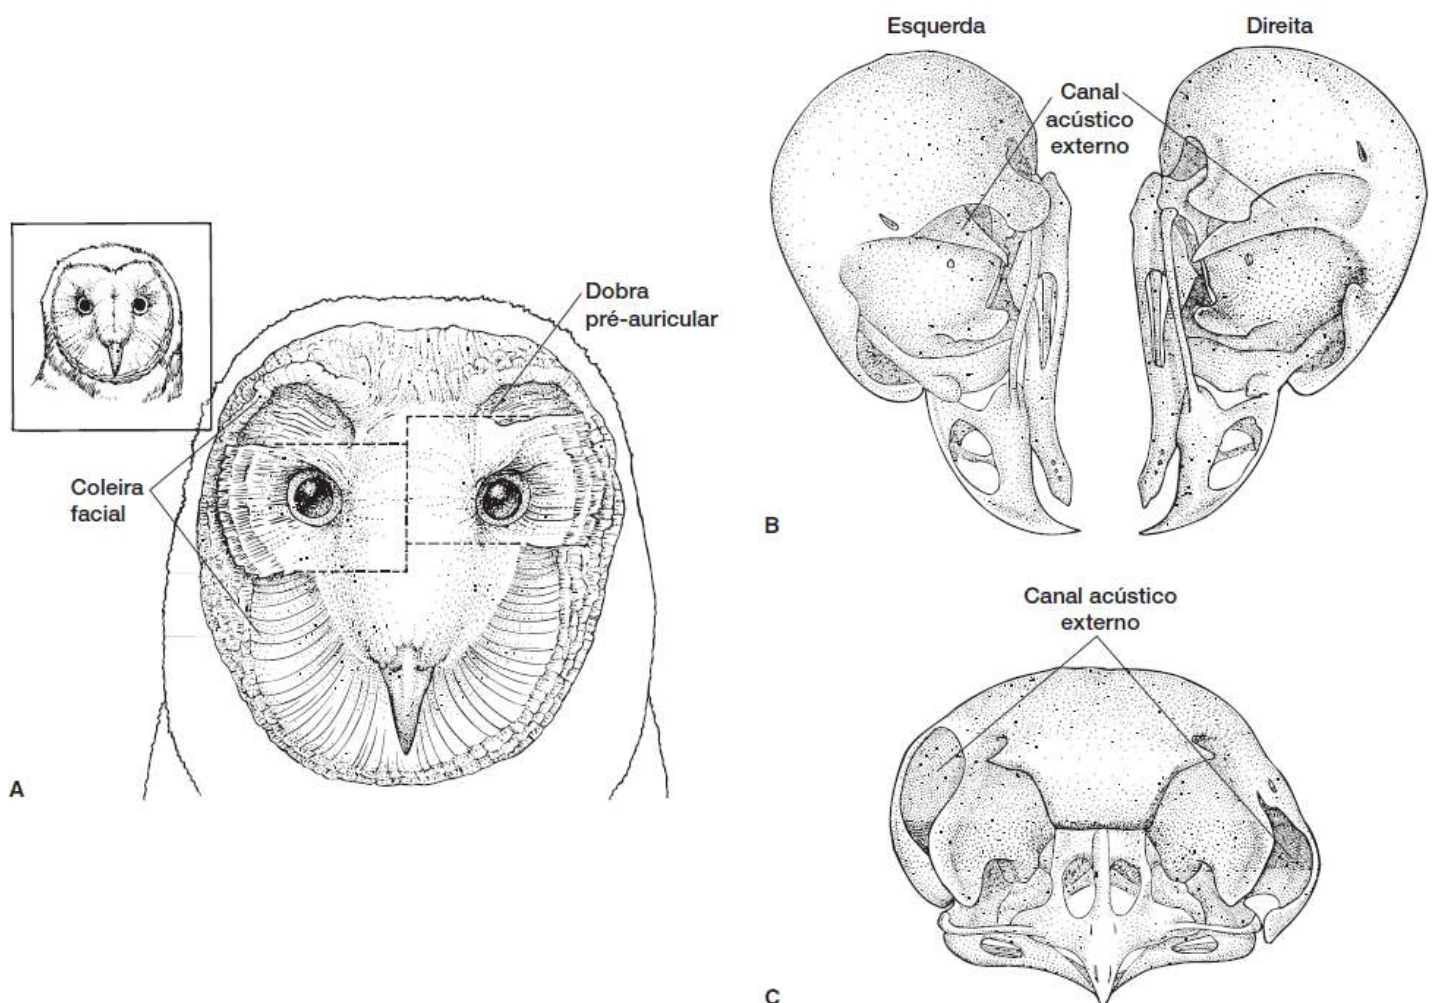 Esquerda
Direita
Canal
acústico
externo
Dobra
pré-auricular
Coleira
facial
A
B
Canal acústico
externo
C